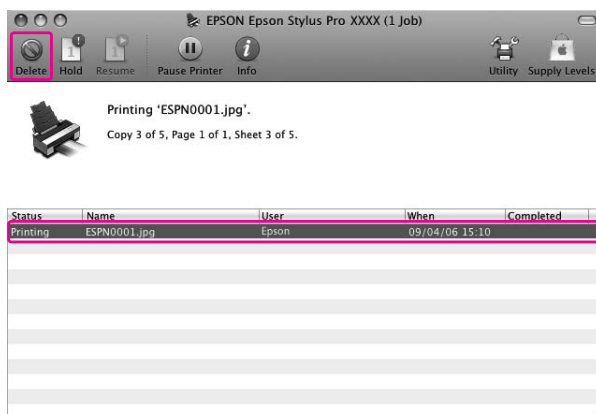 EPSON Epson Stylus Pro XXXX (1 Job)
Delete Hold Resume Pause Printer Info Utility Supply Levels
Printing ‘ESPN0001.jpg’.
Copy 3 of 5, Page 1 of 1, Sheet 3 of 5.
Status Name User When Completed
Printing ESPN0001.jpg Epson 09/04/06 15:10